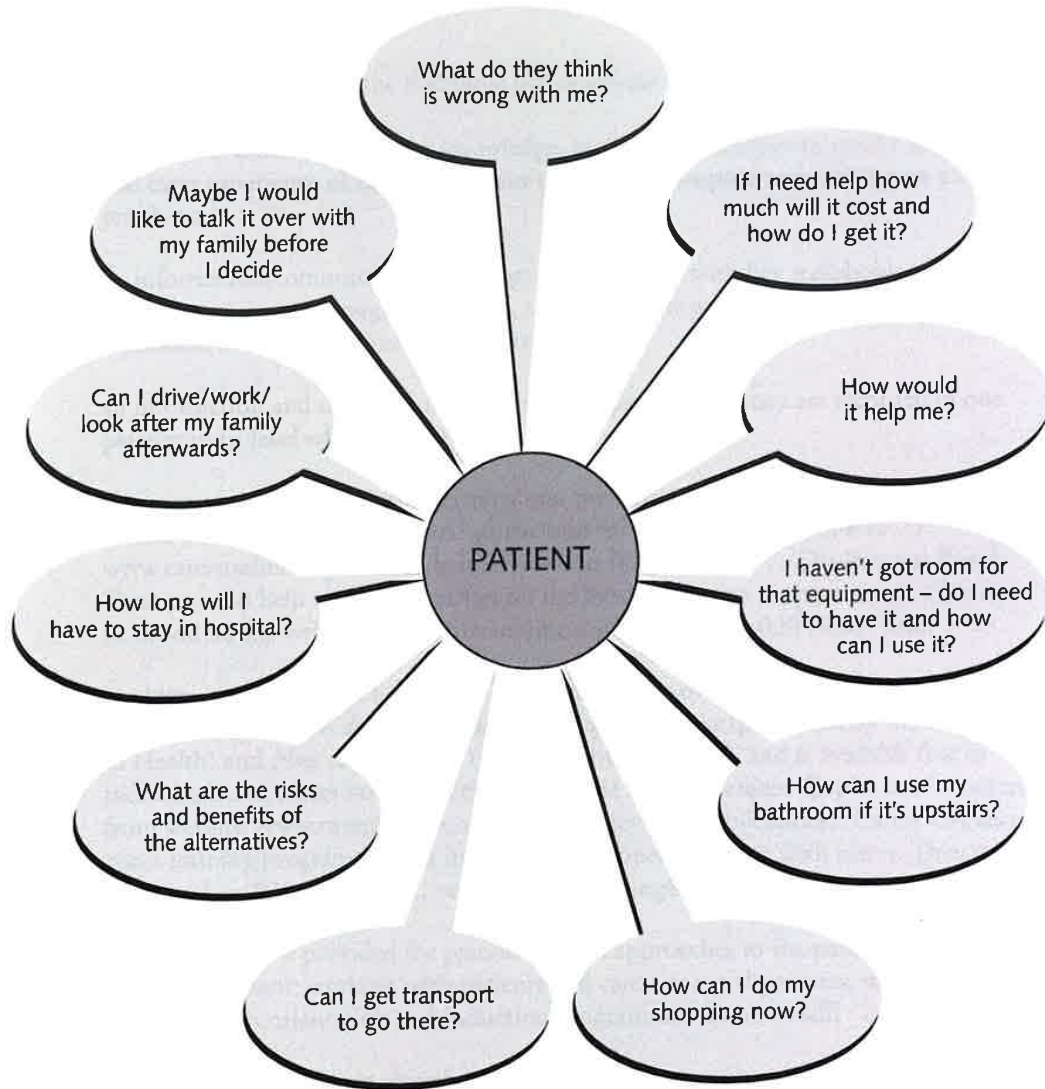 What do they think
is wrong with me?
If I need help how
much will it cost and
how do I get it?
How would
it help me?
I haven't got room for
that equipment – do I need
to have it and how
can I use it?
How can I use my
bathroom if it's upstairs?
How can I do my
shopping now?
Can I get transport
to go there?
What are the risks
and benefits of
the alternatives?
How long will I
have to stay in hospital?
Can I drive/work/
look after my family
afterwards?
Maybe I would
like to talk it over with
my family before
I decide
PATIENT